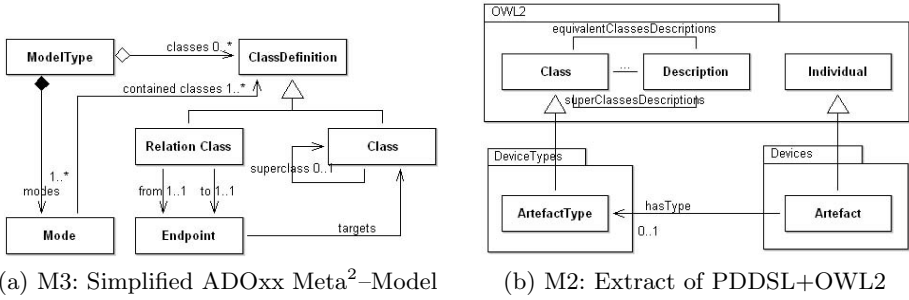 ModelType
classes 0..*
ClassDefinition
contained classes 1..*
Relation Class
Class
superclass 0..1
1..*
modes
from 1..1
to 1..1
Mode
Endpoint
targets
(a) M3: Simplified ADOxx Meta²–Model
OWL2
equivalentClassesDescriptions
Class
...
Description
Individual
superClassesDescriptions
DeviceTypes
Devices
ArtefactType
hasType
0..1
Artefact
(b) M2: Extract of PDDSL+OWL2